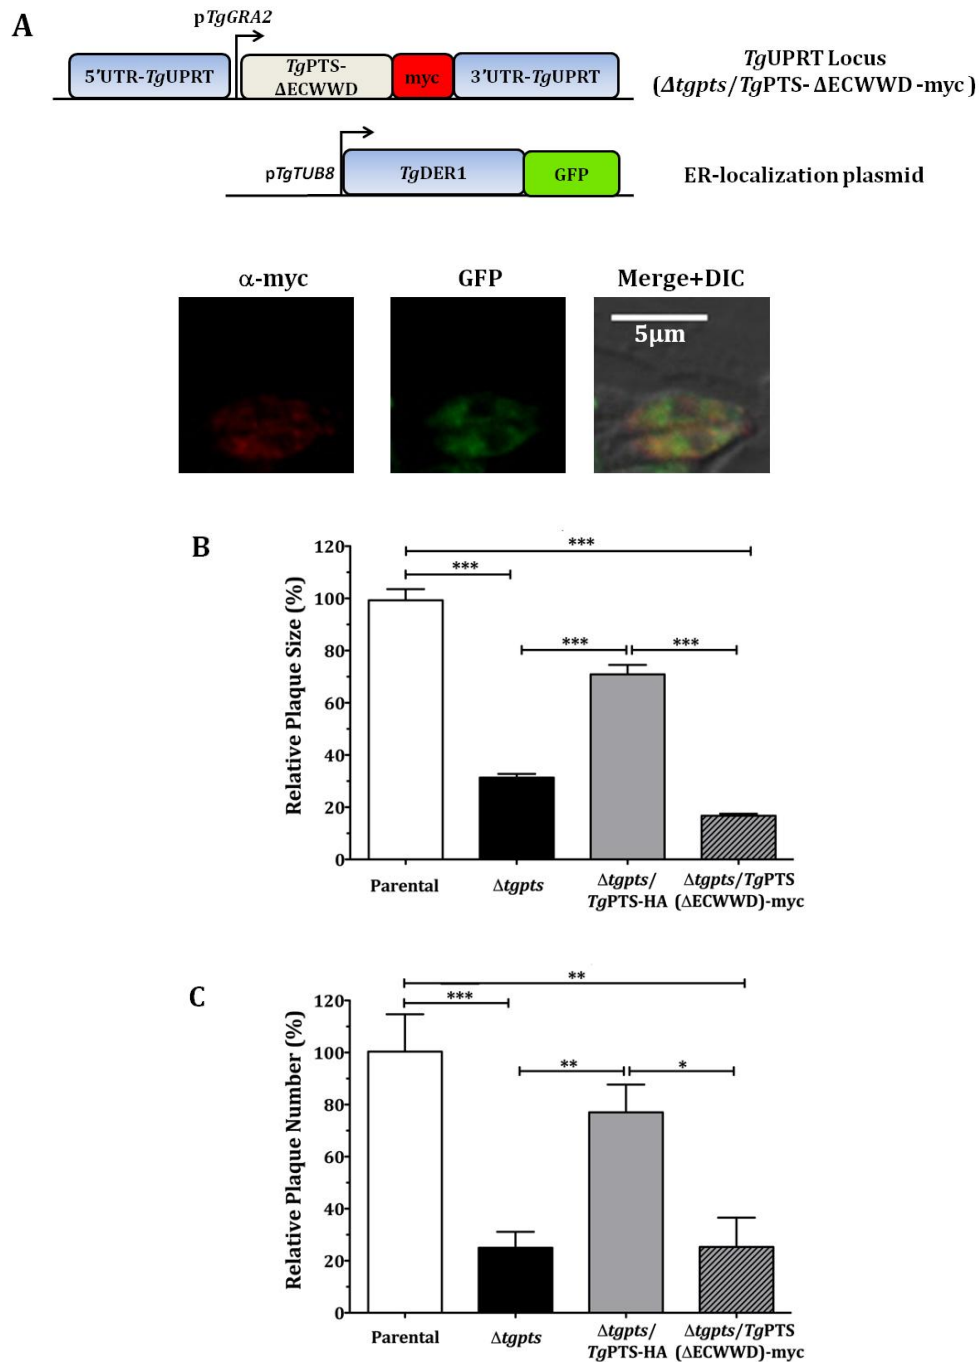 A
pTgGRA2
5'UTR-TgUPRT
TgPTS-
ΔECWWD
myc
3'UTR-TgUPRT
TgUPRT Locus
(Δtgpts/TgPTS- ΔECWWD -myc )
pTgTUB8
TgDER1
GFP
ER-localization plasmid
α-myc
GFP
Merge+DIC
5µm
B
Relative Plaque Size (%)
120
100
80
60
40
20
0
***
***
***
***
Parental
Δtgpts
Δtgpts/
TgPTS-HA
Δtgpts/TgPTS
(ΔECWWD)-myc
C
Relative Plaque Number (%)
120
100
80
60
40
20
0
**
***
**
*
Parental
Δtgpts
Δtgpts/
TgPTS-HA
Δtgpts/TgPTS
(ΔECWWD)-myc